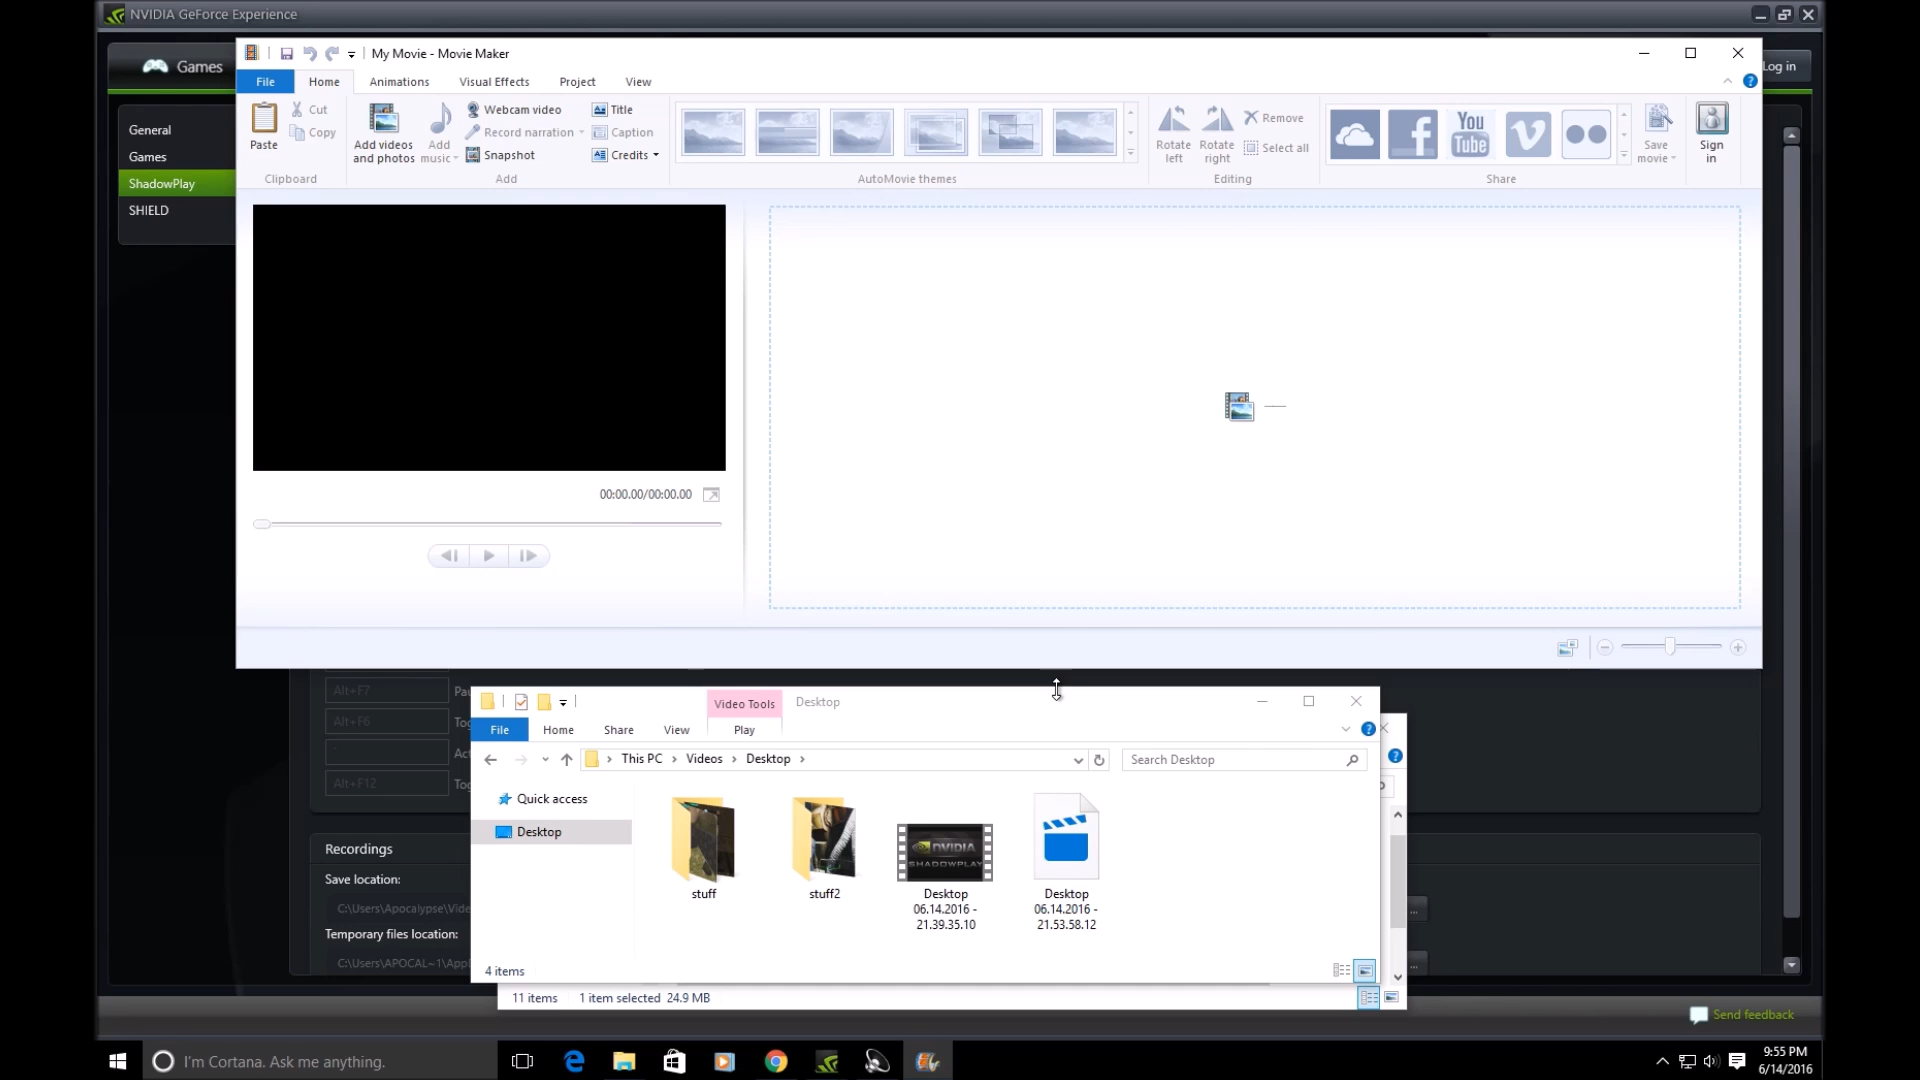 NVIDIA GeForce Experience
Games
Log in
General
Games
ShadowPlay
SHIELD
My Movie - Movie Maker
File
Home
Animations
Visual Effects
Project
View
Paste
Cut
Copy
Clipboard
Add videos
and photos
Add
music
Webcam video
Record narration
Snapshot
Title
Caption
Credits
Add
AutoMovie themes
Rotate
left
Rotate
right
Remove
Select all
Editing
You
Tube
Share
Save
movie
Sign
in
00:00.00/00:00.00
Alt+F7
Alt+F6
Alt+F12
Recordings
Save location:
C:\Users\Apocalypse\Vide
Temporary files location:
C:\Users\APOCAL~1\App
Video Tools
Desktop
File
Home
Share
View
Play
This PC
Videos
Desktop
Search Desktop
Quick access
Desktop
stuff
stuff2
NVIDIA
SHADOWPLAY
Desktop
06.14.2016 -
21.39.35.10
Desktop
06.14.2016 -
21.53.58.12
4 items
11 items
1 item selected 24.9 MB
Send feedback
I'm Cortana. Ask me anything.
9:55 PM
6/14/2016